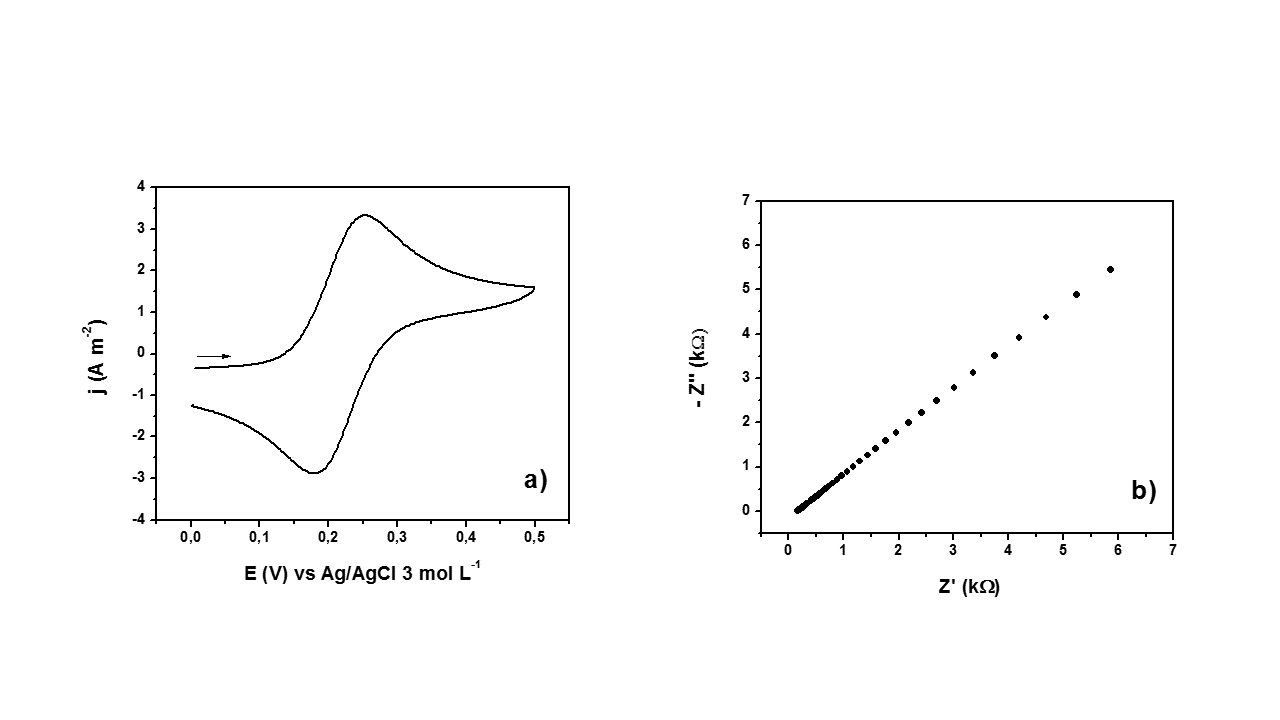 4
3
2
1
0
-1
-2
-3
-4
j (A m⁻²)
0,0 0,1 0,2 0,3 0,4 0,5
E (V) vs Ag/AgCl 3 mol L⁻¹
a)
7
6
5
4
3
2
1
0
- Z'' (kΩ)
0 1 2 3 4 5 6 7
Z' (kΩ)
b)